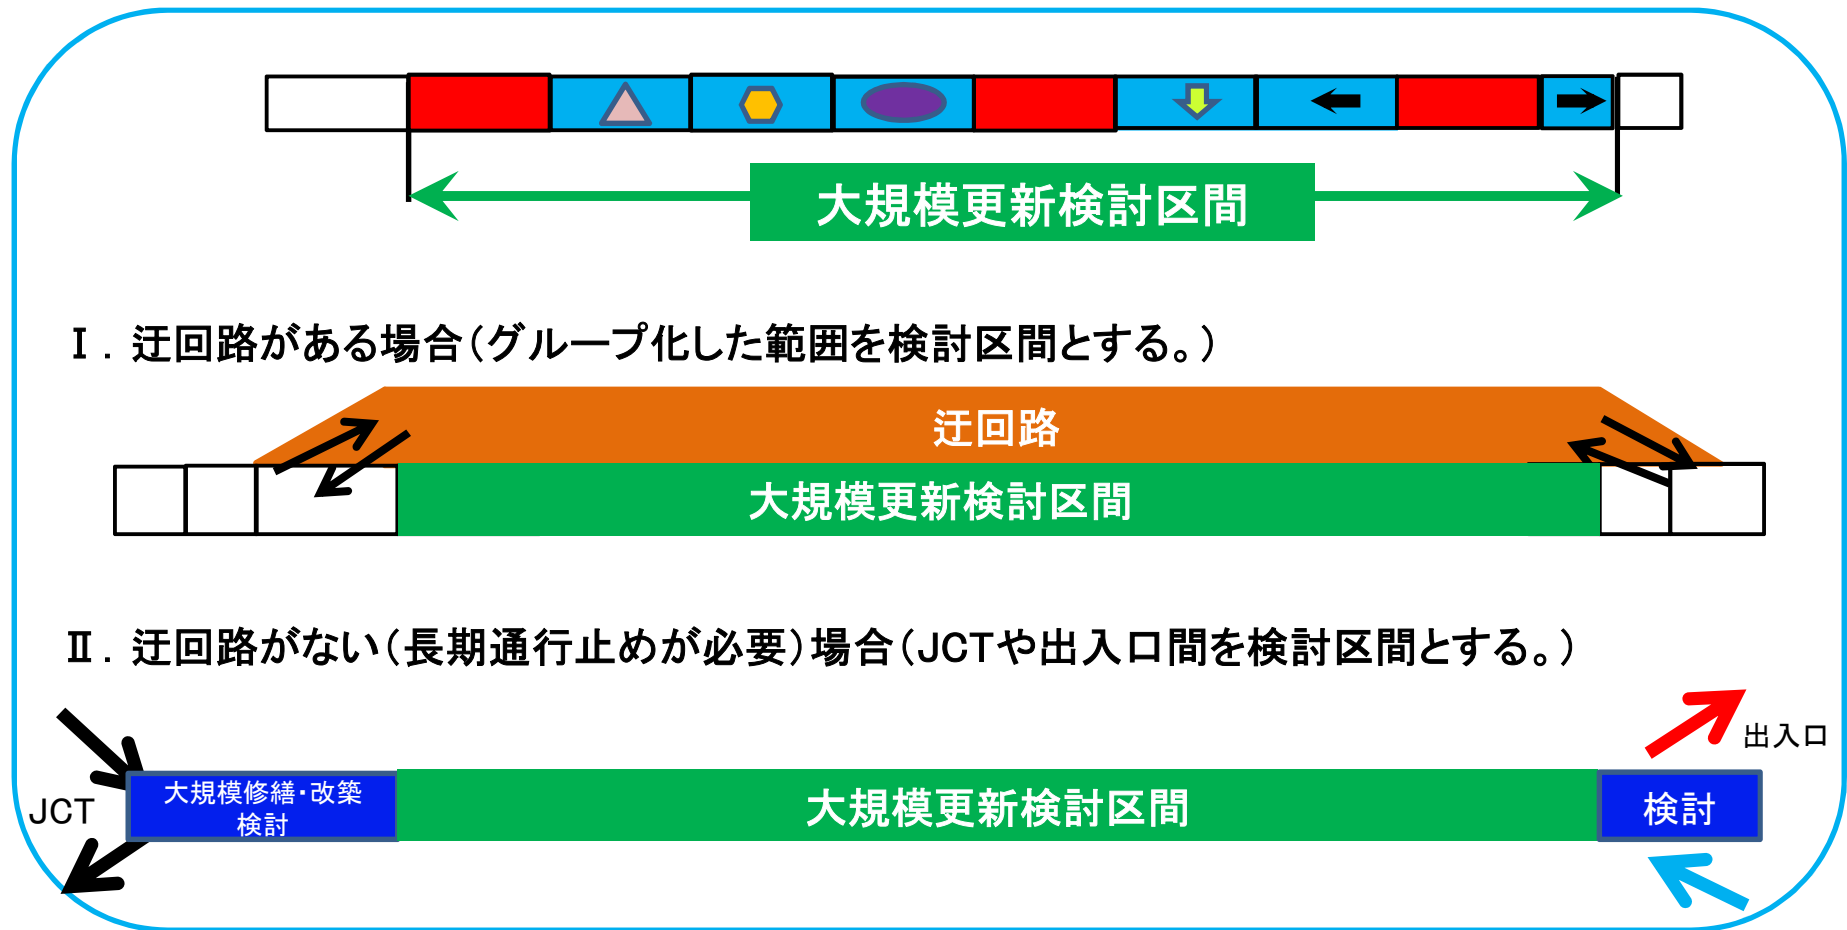 大規模更新検討区間
Ⅰ．迂回路がある場合（グループ化した範囲を検討区間とする。）
迂回路
大規模更新検討区間
Ⅱ．迂回路がない（長期通行止めが必要）場合（JCTや出入口間を検討区間とする。）
出入口
JCT
大規模修繕・改築
検討
大規模更新検討区間
検討